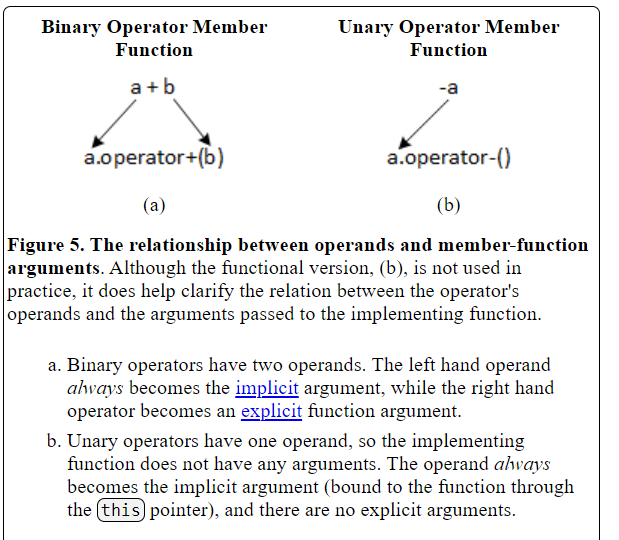 Binary Operator Member Function
Unary Operator Member Function
a + b
-a
a.operator+(b)
a.operator-()
(a)
(b)
Figure 5. The relationship between operands and member-function
arguments. Although the functional version, (b), is not used in
practice, it does help clarify the relation between the operator's
operands and the arguments passed to the implementing function.
a. Binary operators have two operands. The left hand operand
always becomes the implicit argument, while the right hand
operator becomes an explicit function argument.
b. Unary operators have one operand, so the implementing
function does not have any arguments. The operand always
becomes the implicit argument (bound to the function through
the this pointer), and there are no explicit arguments.